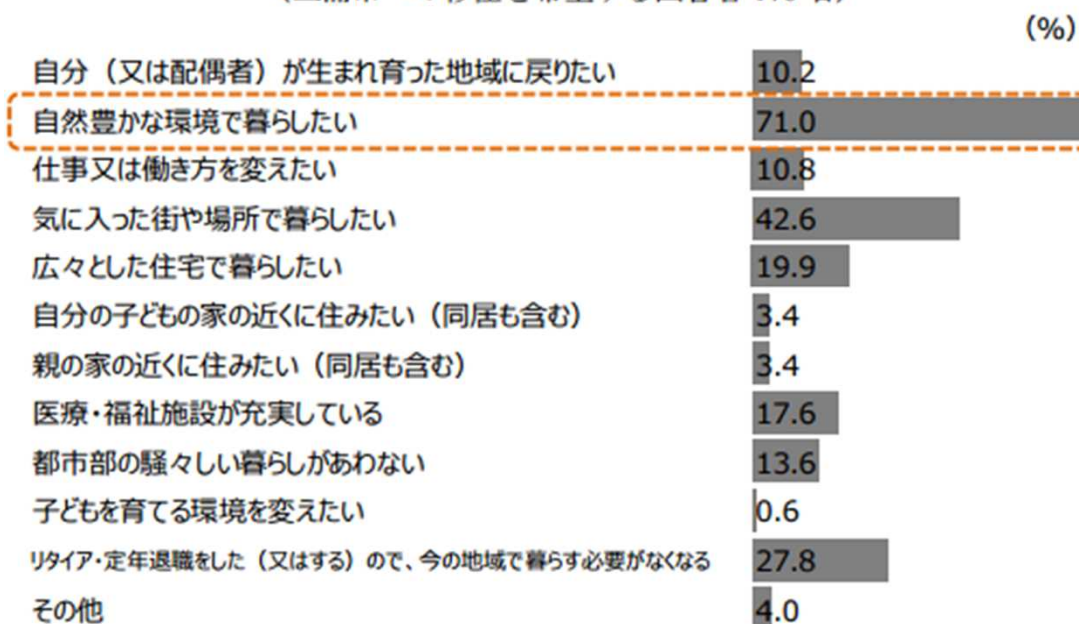 (%)
自分（又は配偶者）が生まれ育った地域に戻りたい 10.2
自然豊かな環境で暮らしたい 71.0
仕事又は働き方を変えたい 10.8
気に入った街や場所で暮らしたい 42.6
広々とした住宅で暮らしたい 19.9
自分の子どもの家の近くに住みたい（同居も含む） 3.4
親の家の近くに住みたい（同居も含む） 3.4
医療・福祉施設が充実している 17.6
都市部の騒々しい暮らしがあわない 13.6
子どもを育てる環境を変えたい 0.6
リタイア・定年退職をした（又はする）ので、今の地域で暮らす必要がなくなる 27.8
その他 4.0